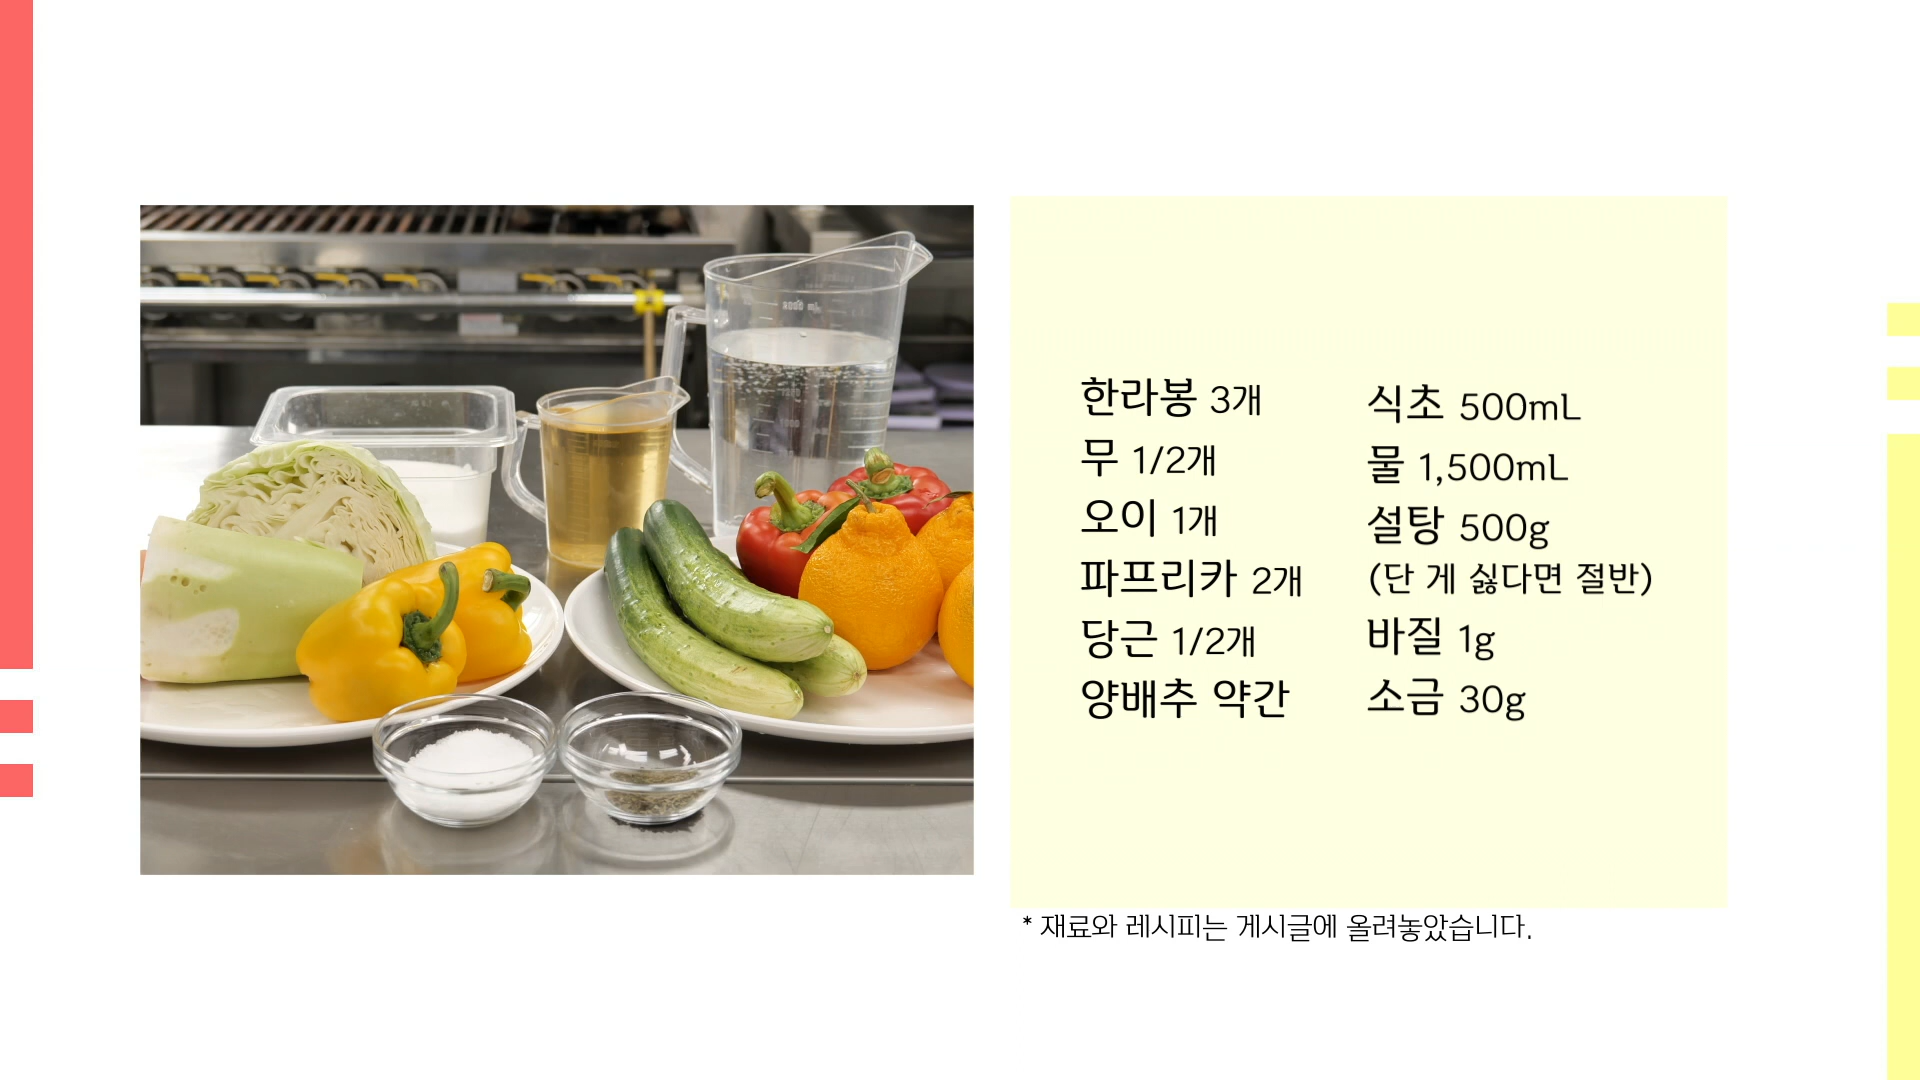 한라봉 3개
무 1/2개
오이 1개
파프리카 2개
당근 1/2개
양배추 약간
식초 500mL
물 1,500mL
설탕 500g
(단 게 싫다면 절반)
바질 1g
소금 30g
* 재료와 레시피는 게시글에 올려놓았습니다.